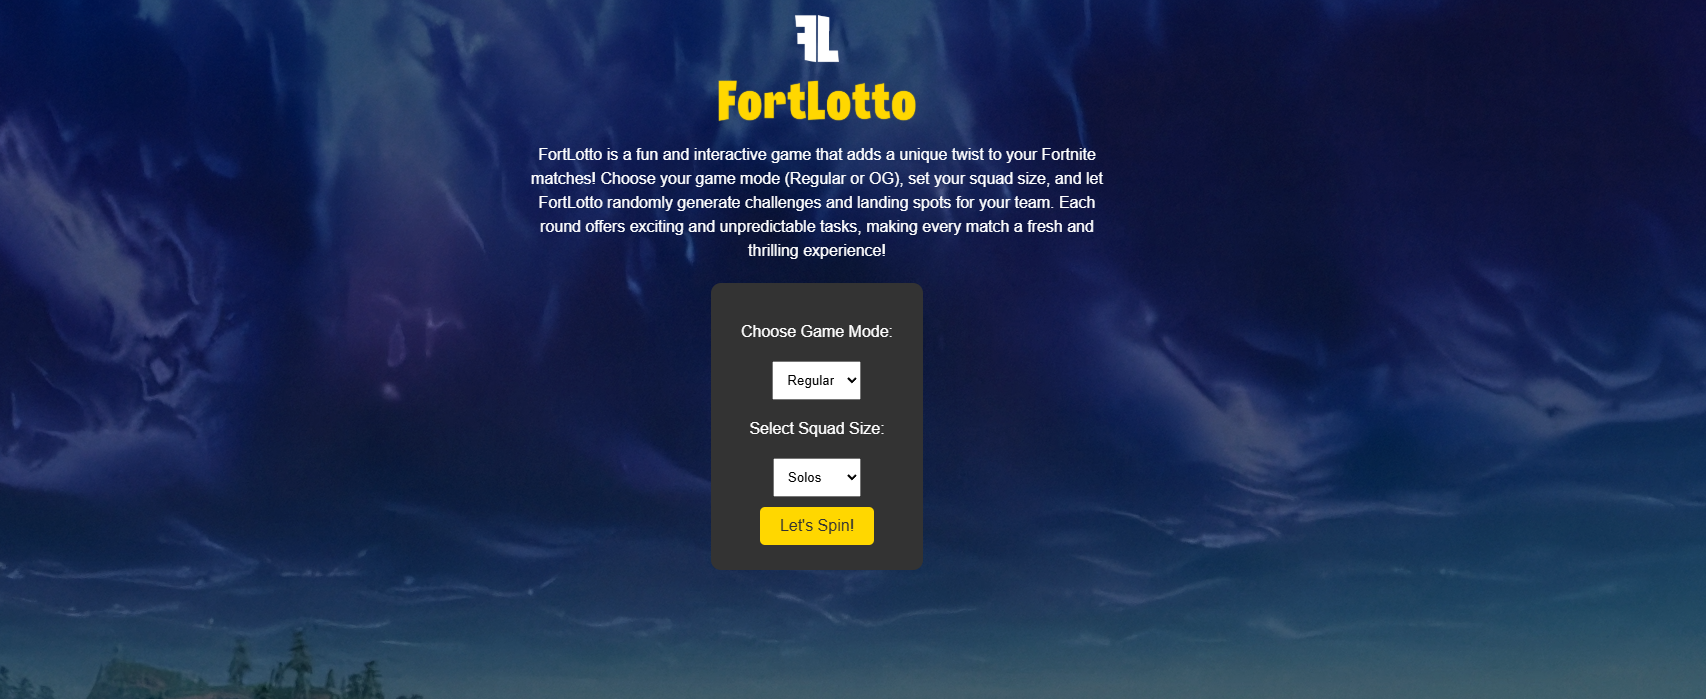 FL
FortLotto
FortLotto is a fun and interactive game that adds a unique twist to your Fortnite
matches! Choose your game mode (Regular or OG), set your squad size, and let
FortLotto randomly generate challenges and landing spots for your team. Each
round offers exciting and unpredictable tasks, making every match a fresh and
thrilling experience!
Choose Game Mode:
Regular
Select Squad Size:
Solos
Let's Spin!